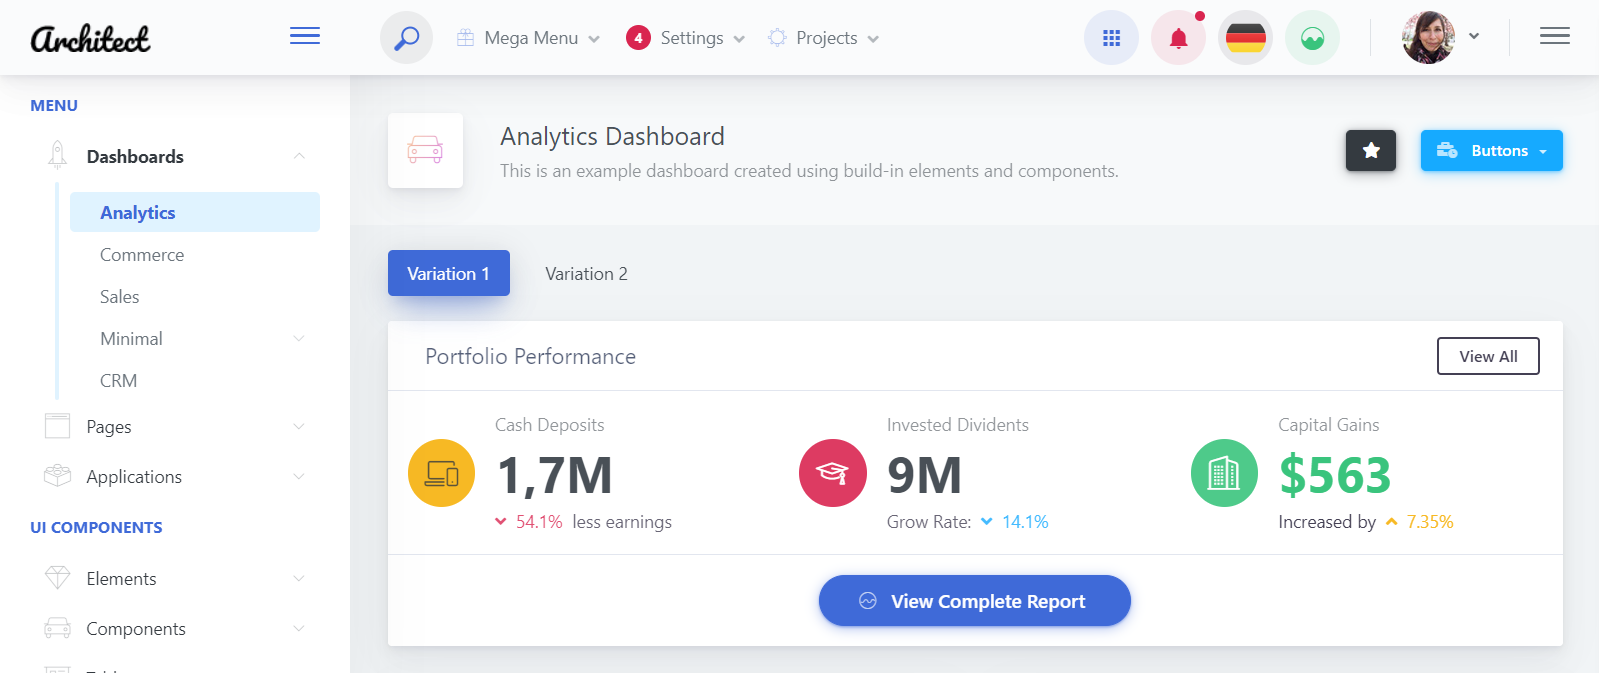 Architect
Mega Menu
4 Settings
Projects
MENU
Dashboards
Analytics
Commerce
Sales
Minimal
CRM
Pages
Applications
UI COMPONENTS
Elements
Components
Analytics Dashboard
This is an example dashboard created using build-in elements and components.
Buttons
Variation 1
Variation 2
Portfolio Performance
View All
Cash Deposits
1,7M
54.1% less earnings
Invested Dividents
9M
Grow Rate: 14.1%
Capital Gains
$563
Increased by 7.35%
View Complete Report